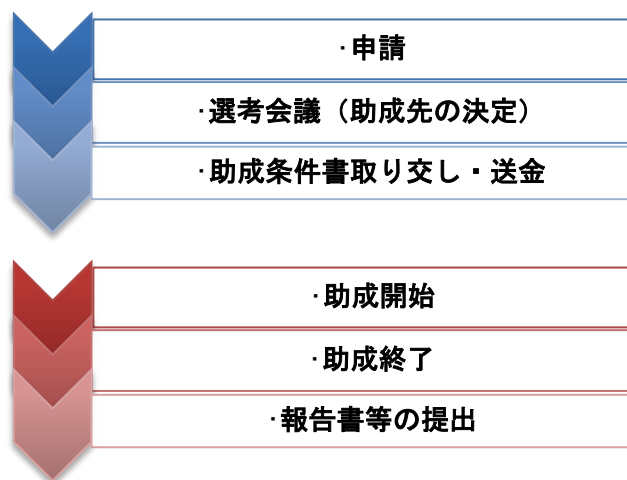 ·申請
·選考会議（助成先の決定）
·助成条件書取り交し・送金
·助成開始
·助成終了
·報告書等の提出